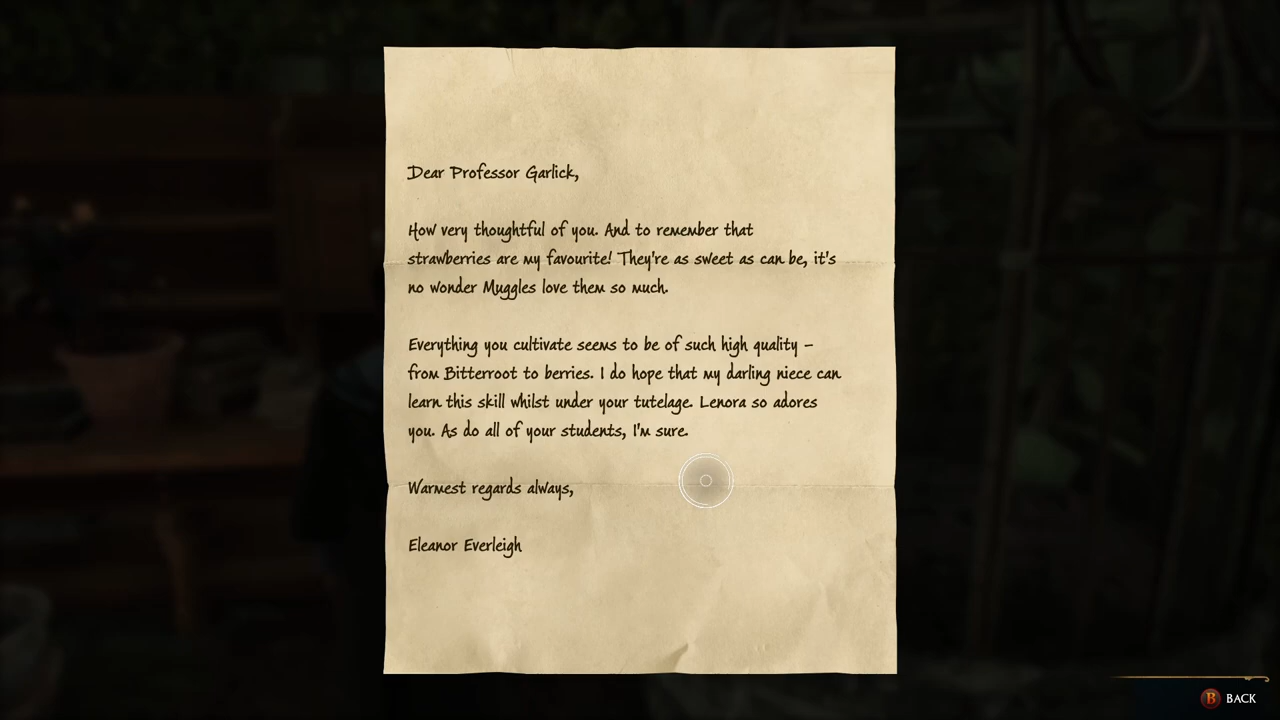 Dear Professor Garlick,
How very thoughtful of you. And to remember that
strawberries are my favourite! They're as sweet as can be, it's
no wonder Muggles love them so much.
Everything you cultivate seems to be of such high quality –
from Bitterroot to berries. I do hope that my darling niece can
learn this skill whilst under your tutelage. Lenora so adores
you. As do all of your students, I'm sure.
Warmest regards always,
Eleanor Everleigh
B BACK